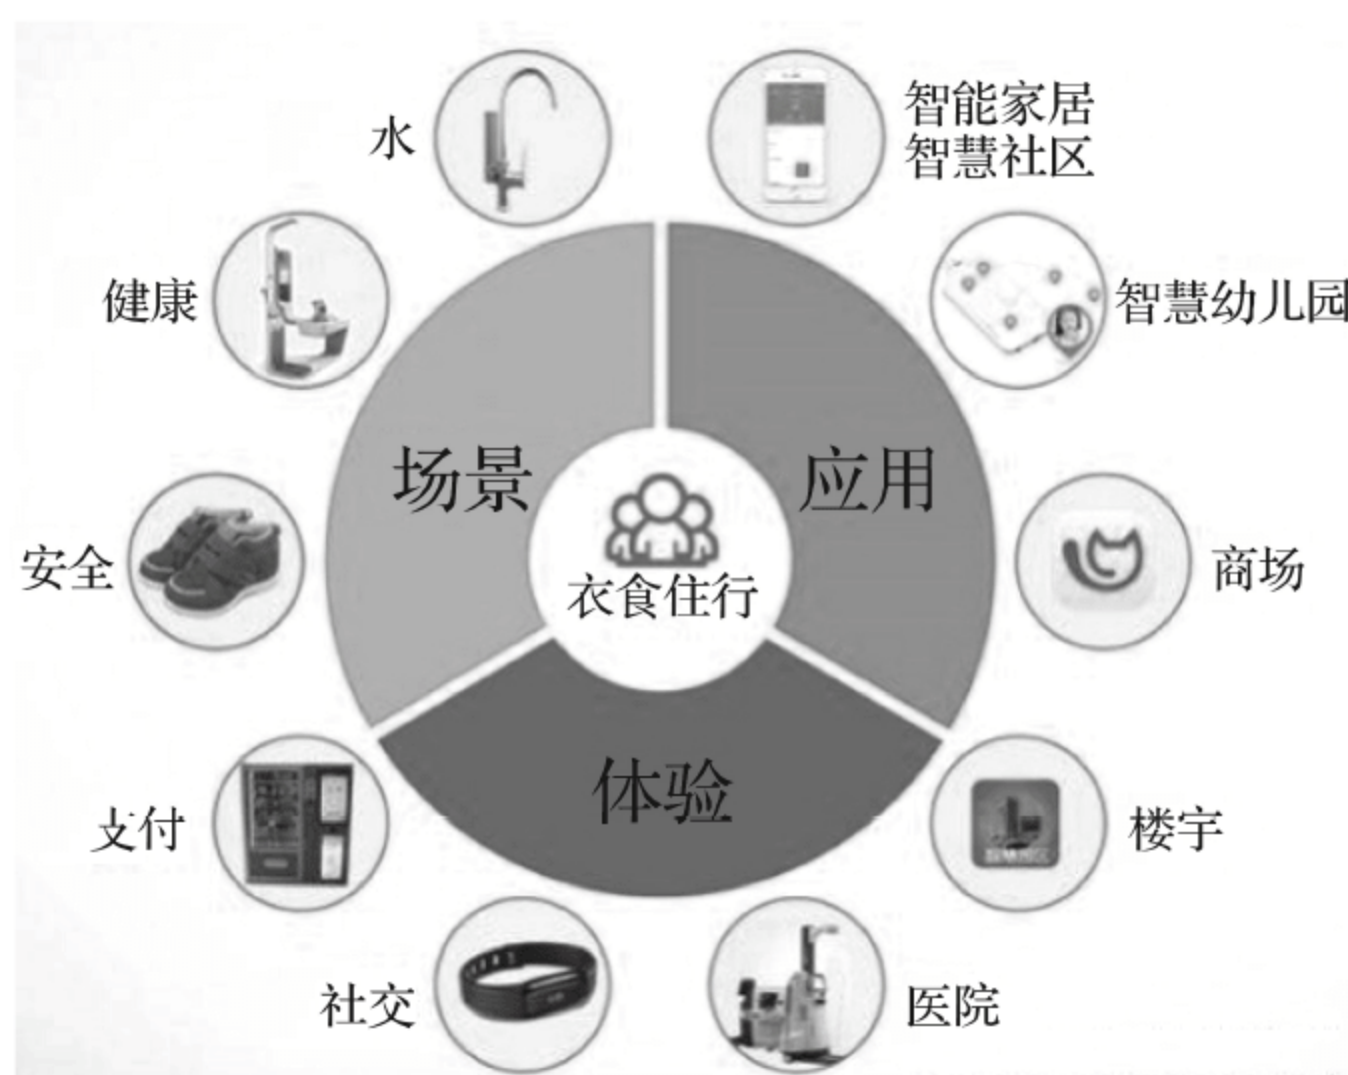 水
智能家居
智慧社区
健康
智慧幼儿园
场景
应用
安全
衣食住行
商场
体验
支付
楼宇
社交
医院